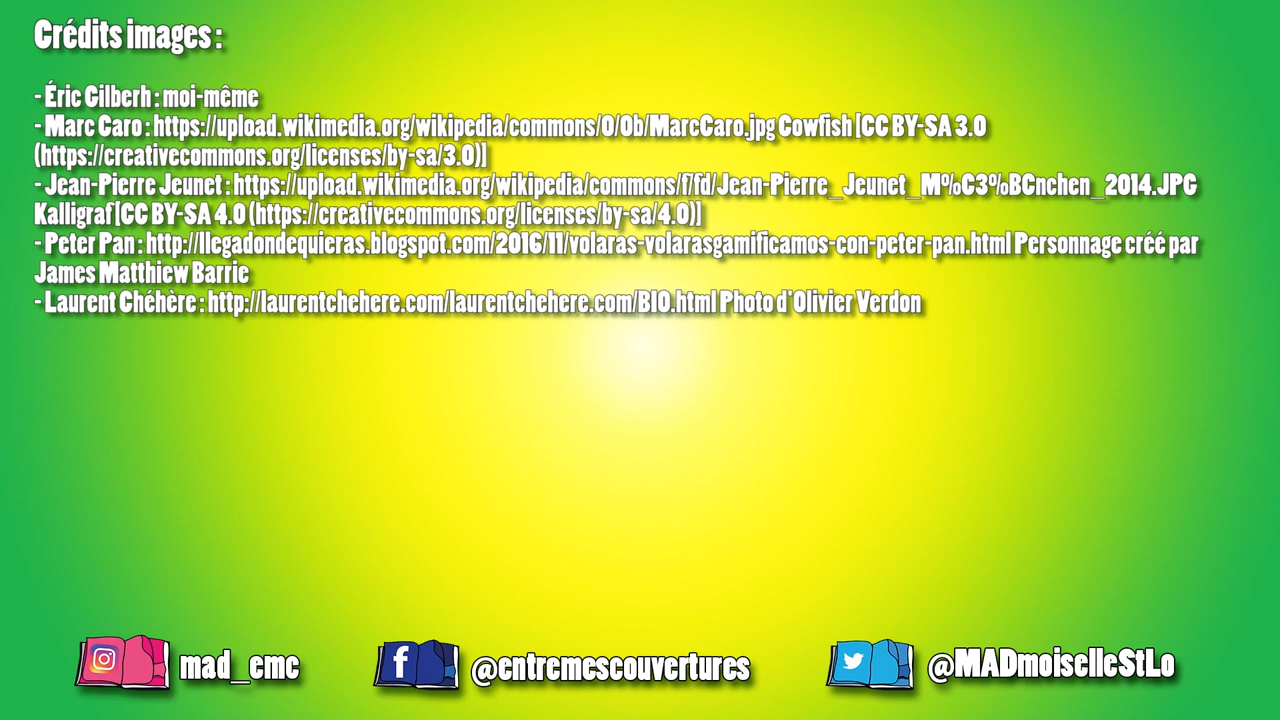 Crédits images :
- Éric Gilberh : moi-même
- Marc Caro : https://upload.wikimedia.org/wikipedia/commons/0/0b/MarcCaro.jpg Cowfish [CC BY-SA 3.0
(https://creativecommons.org/licenses/by-sa/3.0)]
- Jean-Pierre Jeunet : https://upload.wikimedia.org/wikipedia/commons/f/fd/Jean-Pierre_Jeunet_M%C3%BCnchen_2014.JPG
Kalligraf [CC BY-SA 4.0 (https://creativecommons.org/licenses/by-sa/4.0)]
- Peter Pan : http://llegadondequieras.blogspot.com/2016/11/volaras-volarasgamificamos-con-peter-pan.html Personnage créé par
James Matthiew Barrie
- Laurent Chéhère : http://laurentchehere.com/laurentchehere.com/BIO.html Photo d'Olivier Verdon
mad_emc
@entremescouvertures
@MADmoiselleStLo